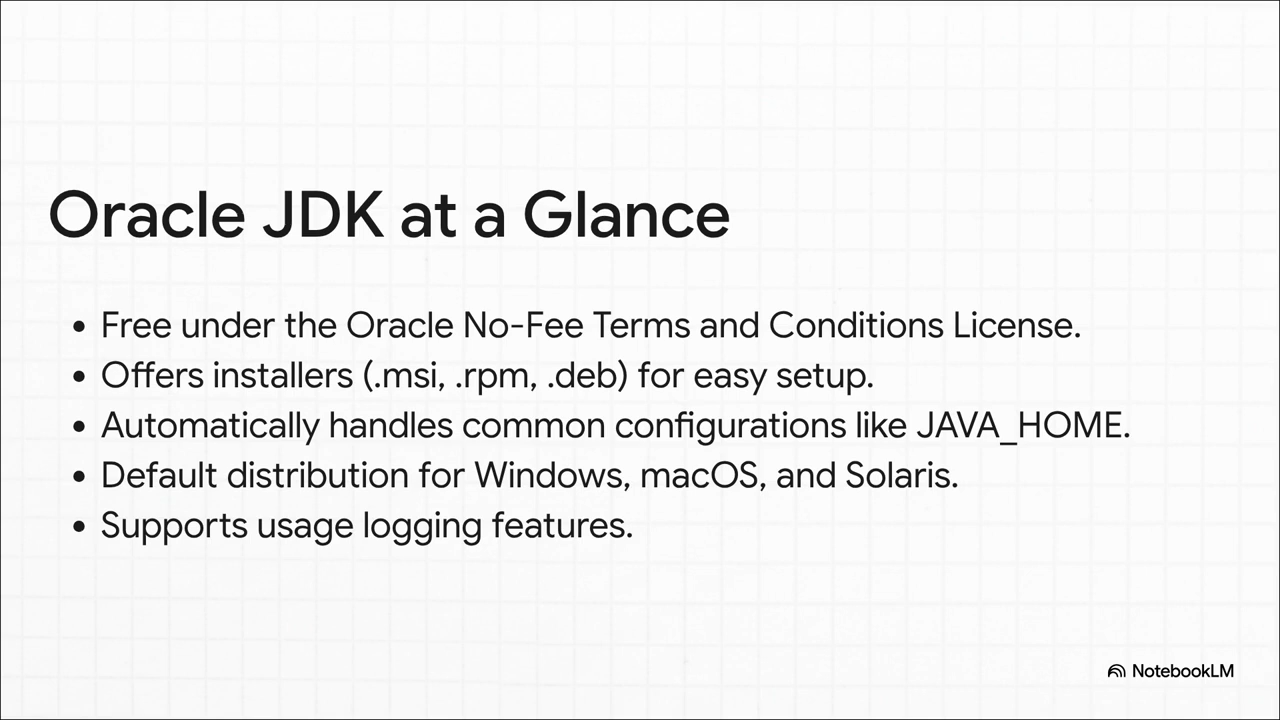 Oracle JDK at a Glance
• Free under the Oracle No-Fee Terms and Conditions License.
• Offers installers (.msi, .rpm, .deb) for easy setup.
• Automatically handles common configurations like JAVA_HOME.
• Default distribution for Windows, macOS, and Solaris.
• Supports usage logging features.
NotebookLM